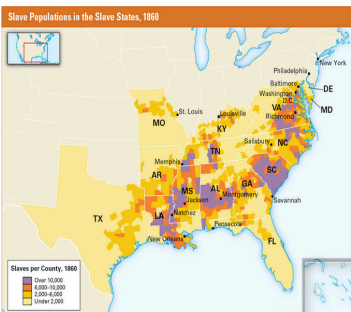 Slave Populations in the Slave States, 1860
New York
Philadelphia
Baltimore
DE
Washington,
D.C.
MD
VA
Richmond
St. Louis
Louisville
MO
KY
Salisbury
NC
TN
Memphis
AR
SC
MS
AL
GA
Montgomery
Jackson
Savannah
TX
LA
Natchez
Pensacola
New Orleans
FL
Slaves per County, 1860
Over 10,000
6,000–10,000
2,000–6,000
Under 2,000